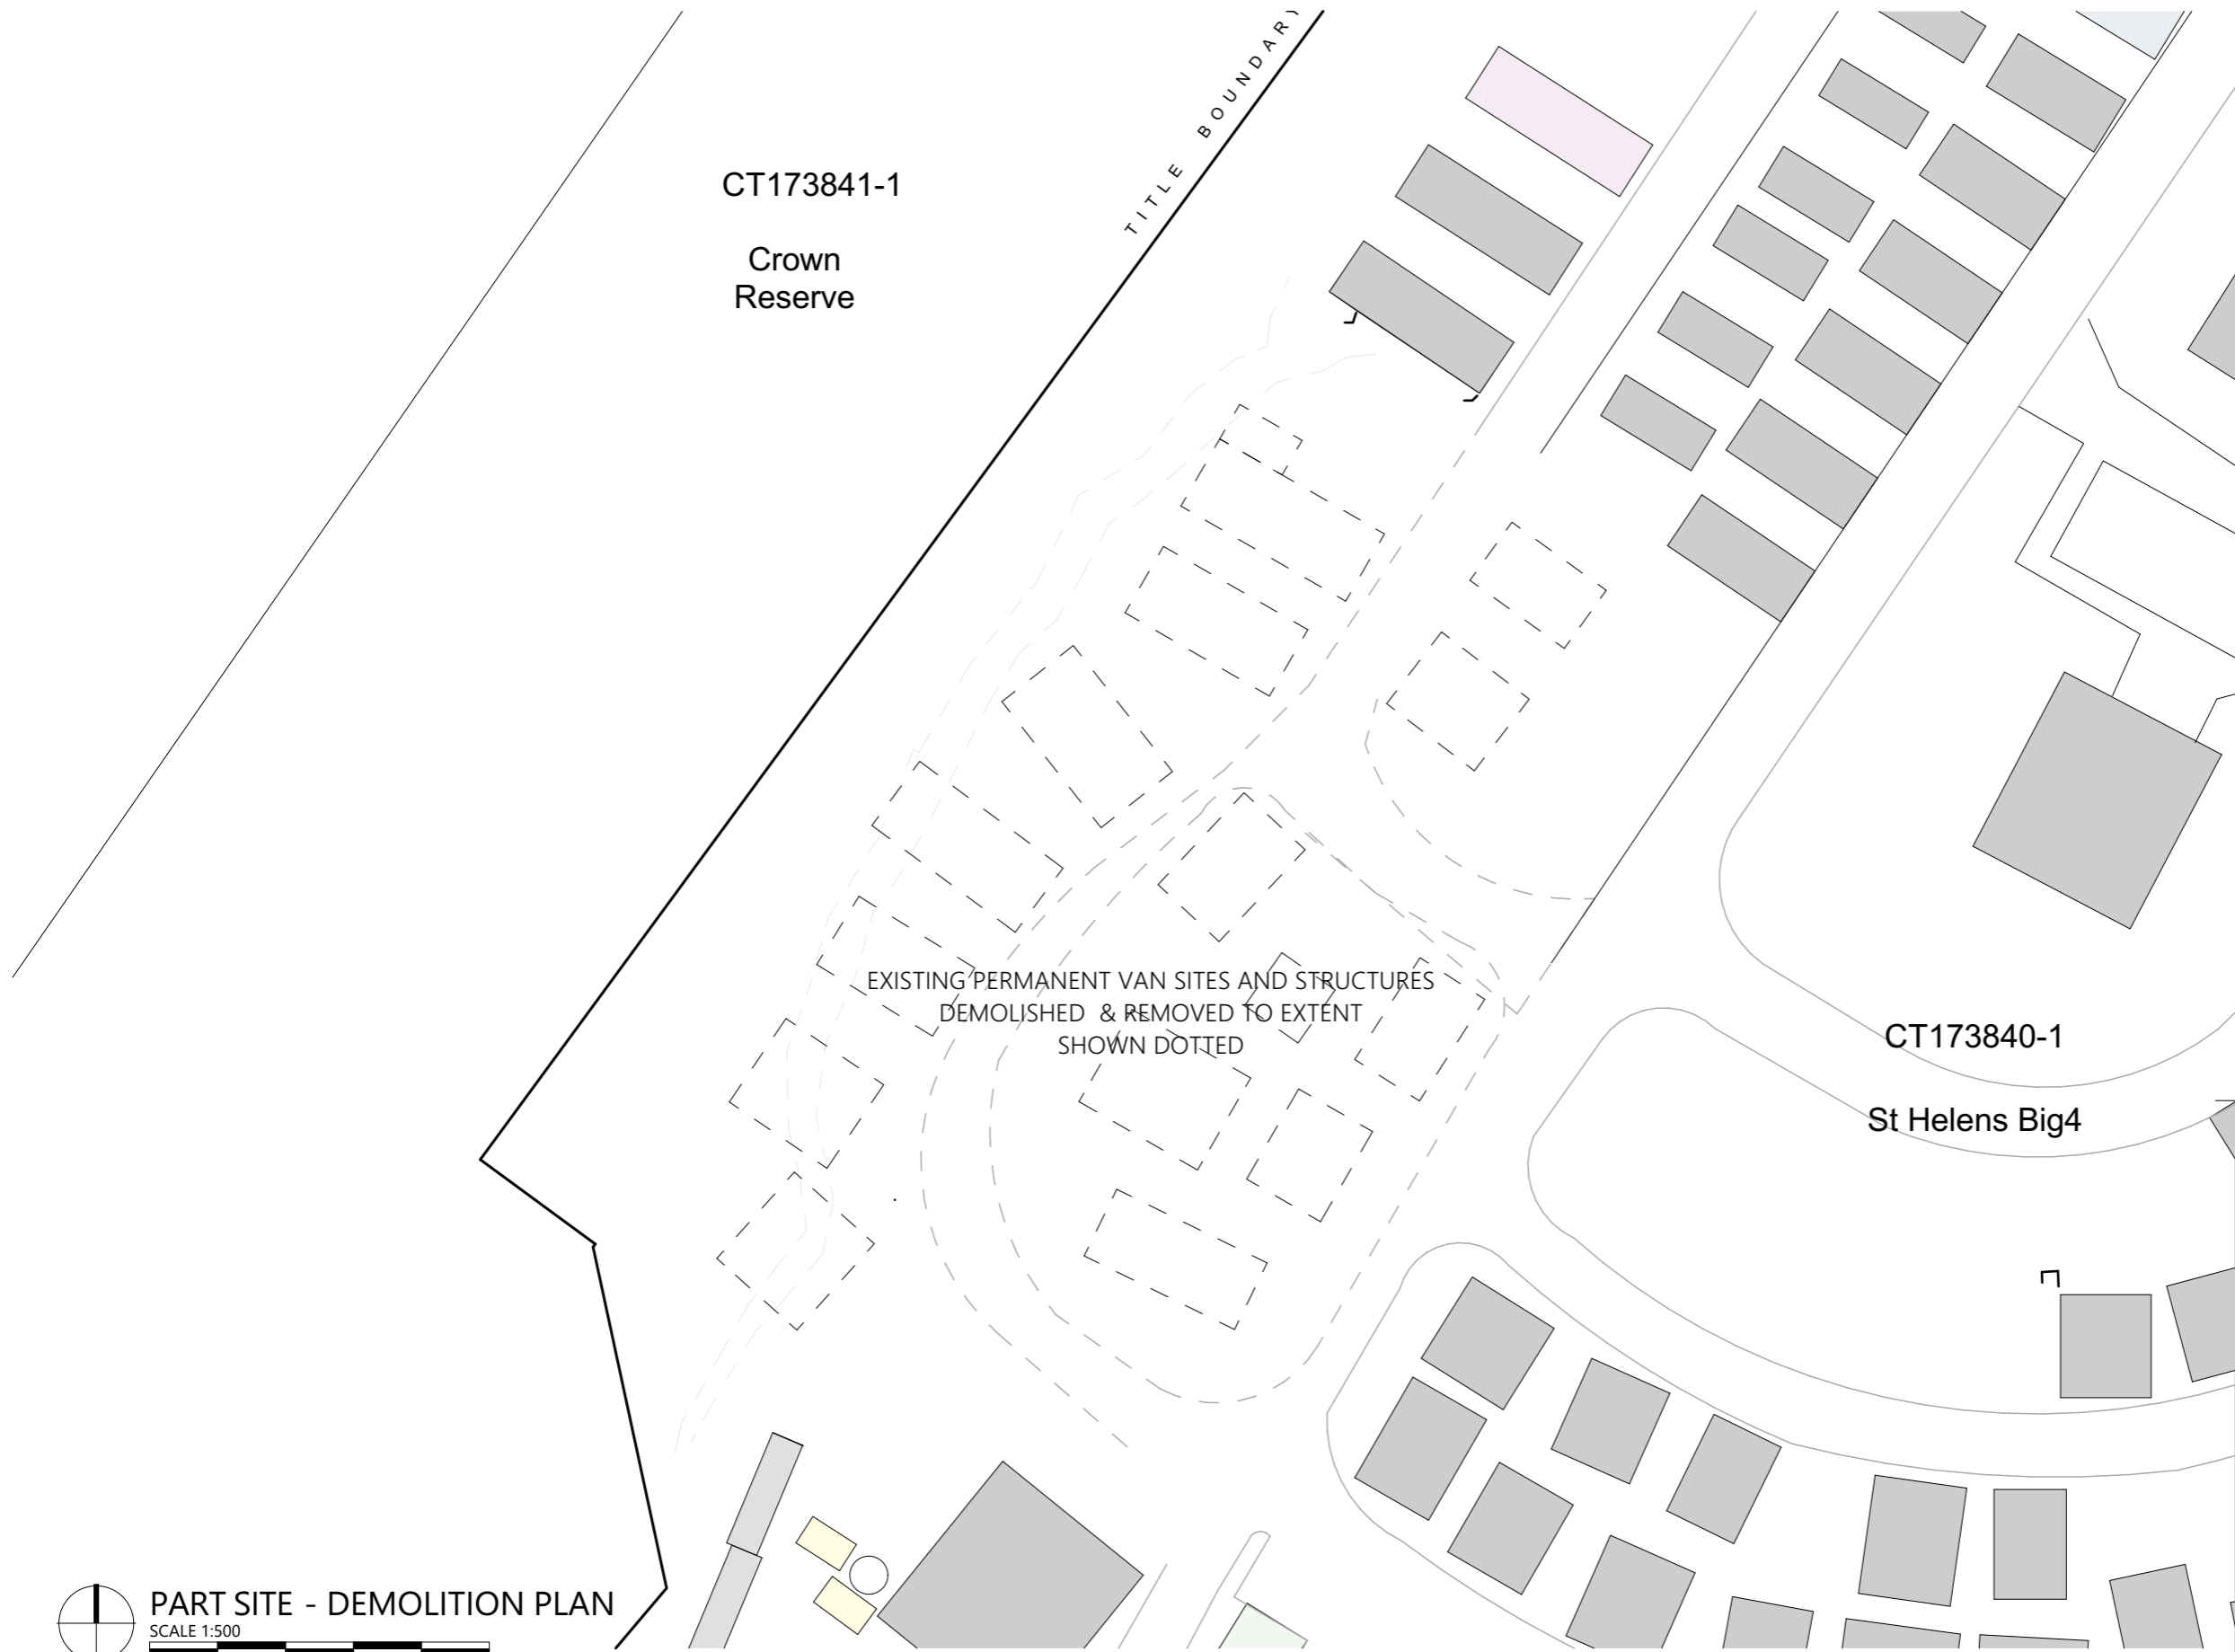 TITLE BOUNDARY
CT173841-1
Crown
Reserve
EXISTING PERMANENT VAN SITES AND STRUCTURES
DEMOLISHED & REMOVED TO EXTENT
SHOWN DOTTED
CT173840-1
St Helens Big4
PART SITE - DEMOLITION PLAN
SCALE 1:500